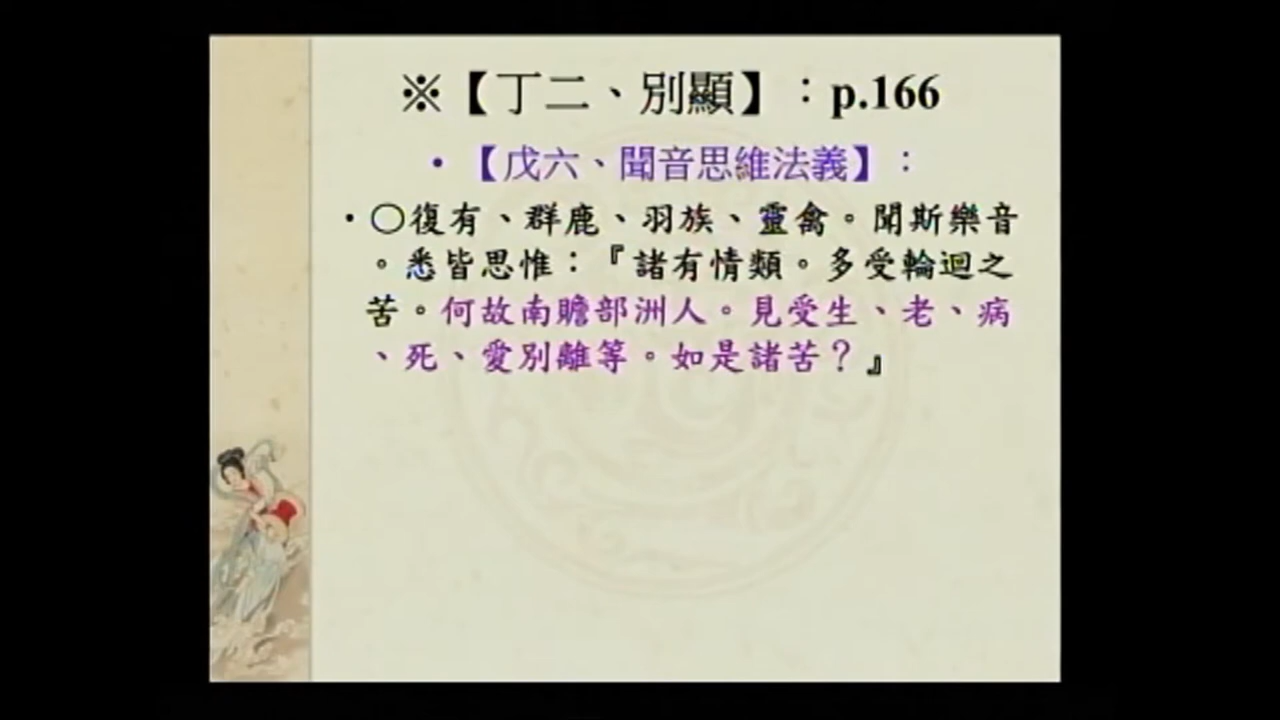 ※【丁二、別顯】：p.166
•【戊六、聞音思維法義】：
•○復有、群鹿、羽族、靈禽。聞斯樂音
。悉皆思惟：『諸有情類。多受輪迴之
苦。何故南贍部洲人。見受生、老、病
、死、愛別離等。如是諸苦？』